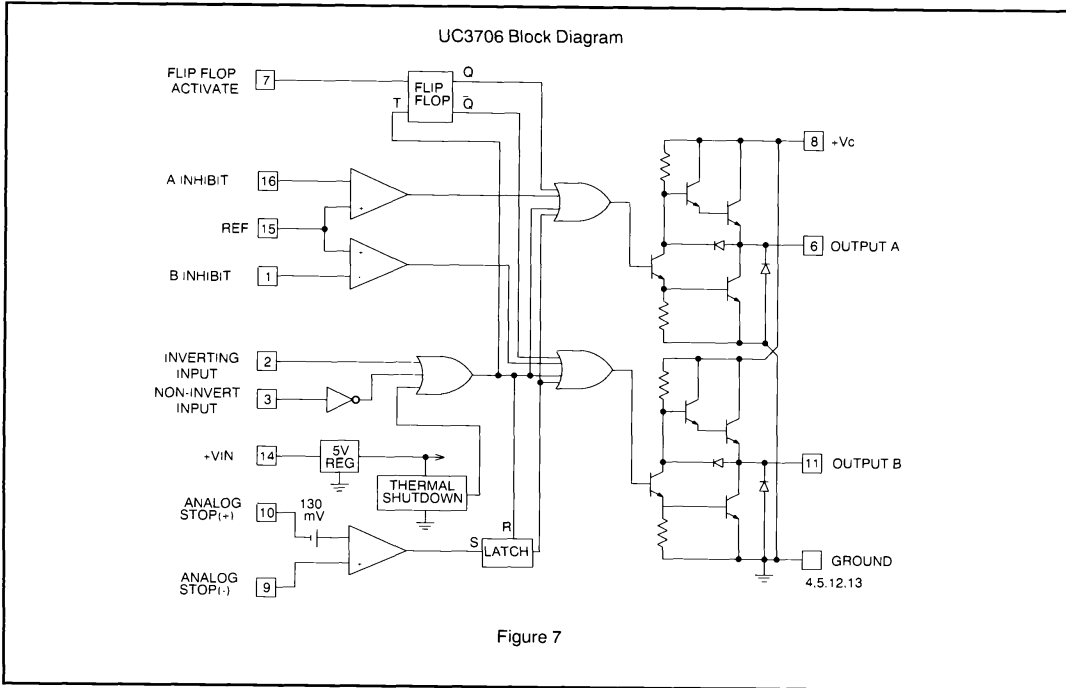 UC3706 Block Diagram
FLIP FLOP
ACTIVATE
7
FLIP
FLOP
Q
Q̅
T
A INHIBIT
16
REF
15
B INHIBIT
1
+
+
-
8
+Vc
6
OUTPUT A
INVERTING
INPUT
2
NON-INVERT
INPUT
3
+VIN
14
5V
REG
THERMAL
SHUTDOWN
ANALOG
STOP(+)
10
130
mV
+
ANALOG
STOP(-)
9
S
R
LATCH
11
OUTPUT B
GROUND
4.5.12.13
Figure 7